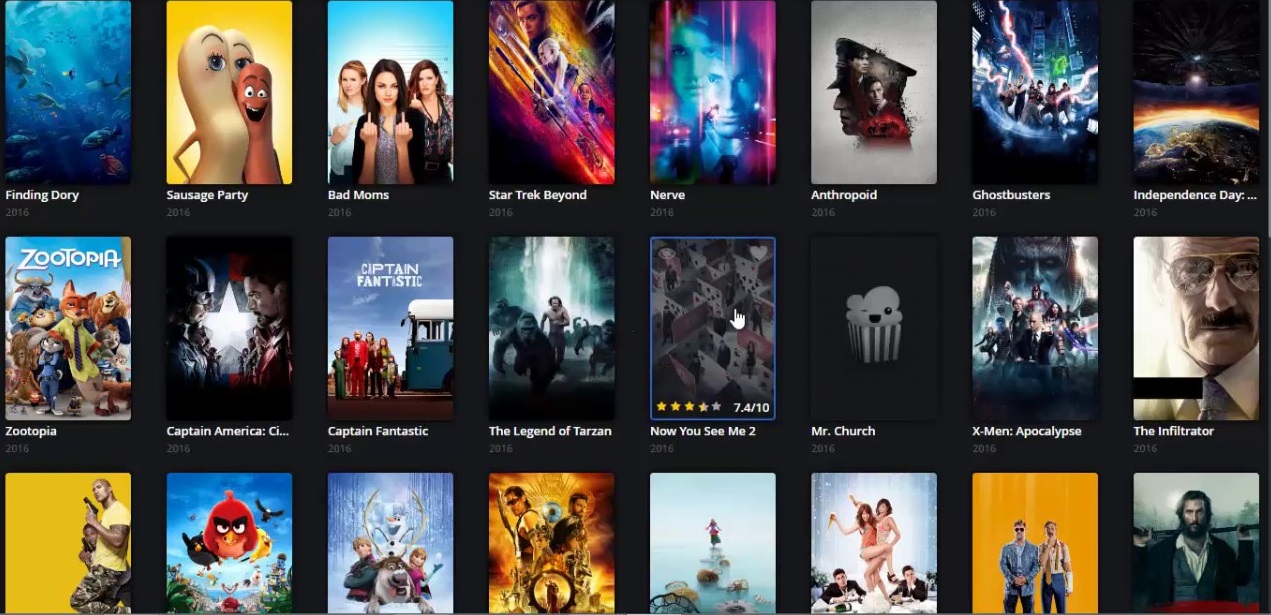 Finding Dory
Sausage Party
Bad Moms
Star Trek Beyond
Nerve
Anthropoid
Ghostbusters
Independence Day: ...
2016
2016
2016
2016
2016
2016
2016
2016
ZOOTOPIA
CAPTAIN
FANTASTIC
7.4/10
Zootopia
Captain America: Ci...
Captain Fantastic
The Legend of Tarzan
Now You See Me 2
Mr. Church
X-Men: Apocalypse
The Infiltrator
2016
2016
2016
2016
2016
2016
2016
2016